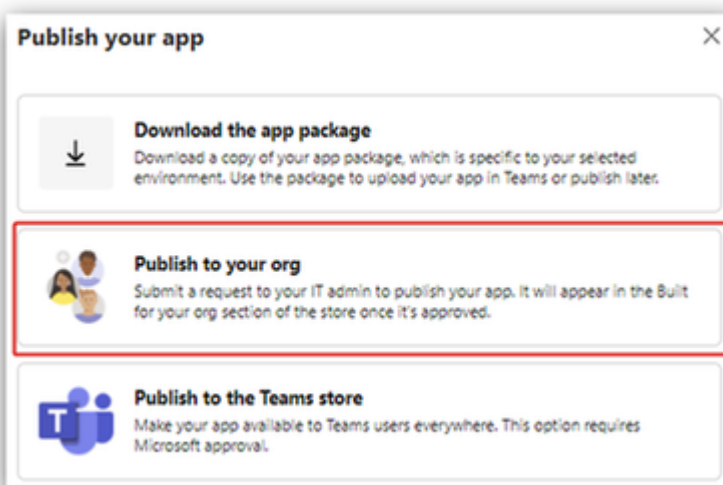 Publish your app
Download the app package
Download a copy of your app package, which is specific to your selected
environment. Use the package to upload your app in Teams or publish later.
Publish to your org
Submit a request to your IT admin to publish your app. It will appear in the Built
for your org section of the store once it's approved.
Publish to the Teams store
T
Make your app available to Teams users everywhere. This option requires
Microsoft approval.